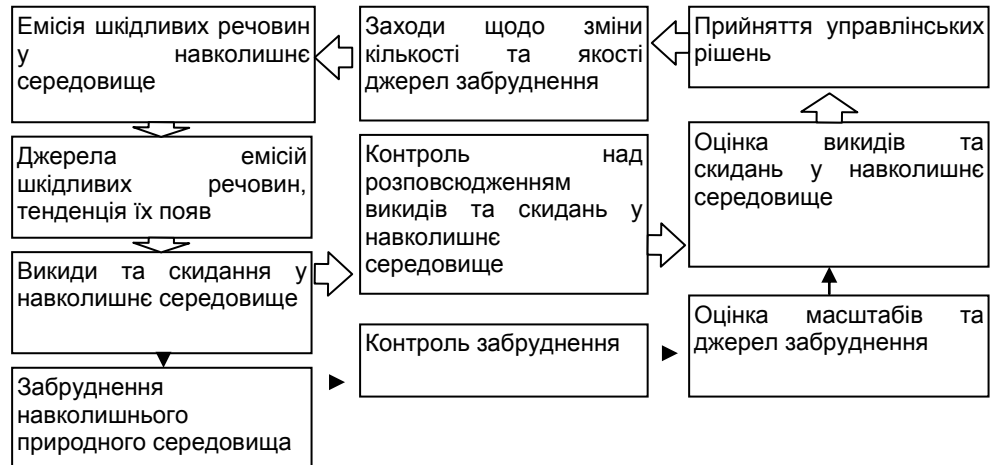 Емісія шкідливих речовин
у навколишнє
середовище
Заходи щодо зміни
кількості та якості
джерел забруднення
Прийняття управлінських
рішень
Джерела емісій
шкідливих речовин,
тенденція їх появ
Контроль над
розповсюдженням
викидів та скидань у
навколишнє
середовище
Оцінка викидів та
скидань у навколишнє
середовище
Викиди та скидання у
навколишнє середовище
Контроль забруднення
Оцінка масштабів та
джерел забруднення
Забруднення
навколишнього
природного середовища